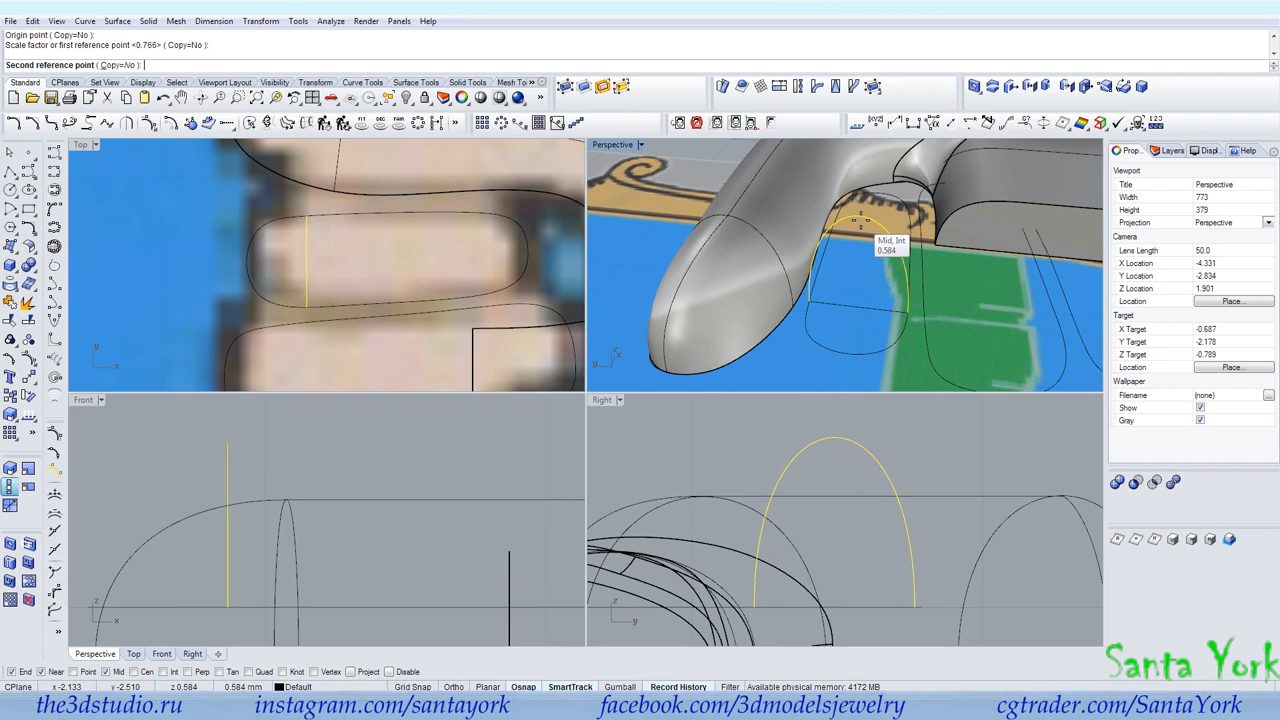 File Edit View Curve Surface Solid Mesh Dimension Transform Tools Analyze Render Panels Help
Origin point ( Copy=No ):
Scale factor or first reference point <0.766> ( Copy=No ):
Second reference point ( Copy=No ):
Standard CPlanes Set View Display Select Viewport Layout Visibility Transform Curve Tools Surface Tools Solid Tools Mesh To
Top
Perspective
Prop... Layers Displ... Help
Viewport
Title Perspective
Width 773
Height 379
Projection Perspective
Camera
Lens Length 50.0
X Location -4.331
Y Location -2.834
Z Location 1.901
Location Place...
Target
X Target -0.687
Y Target -2.178
Z Target -0.789
Location Place...
Wallpaper
Filename (none)
Show
Gray
Mid, Int
0.584
y
x
z
x
y
Front
Right
z
x
z
y
Perspective Top Front Right
End Near Point Mid Cen Int Perp Tan Quad Knot Vertex Project Disable
CPlane x -2.133 y -2.510 z 0.584 0.584 mm Default Grid Snap Ortho Planar Osnap SmartTrack Gumball Record History Filter Available physical memory: 4172 MB
Santa York
the3dstudio.ru instagram.com/santayork facebook.com/3dmodelsjewelry cgtrader.com/SantaYork